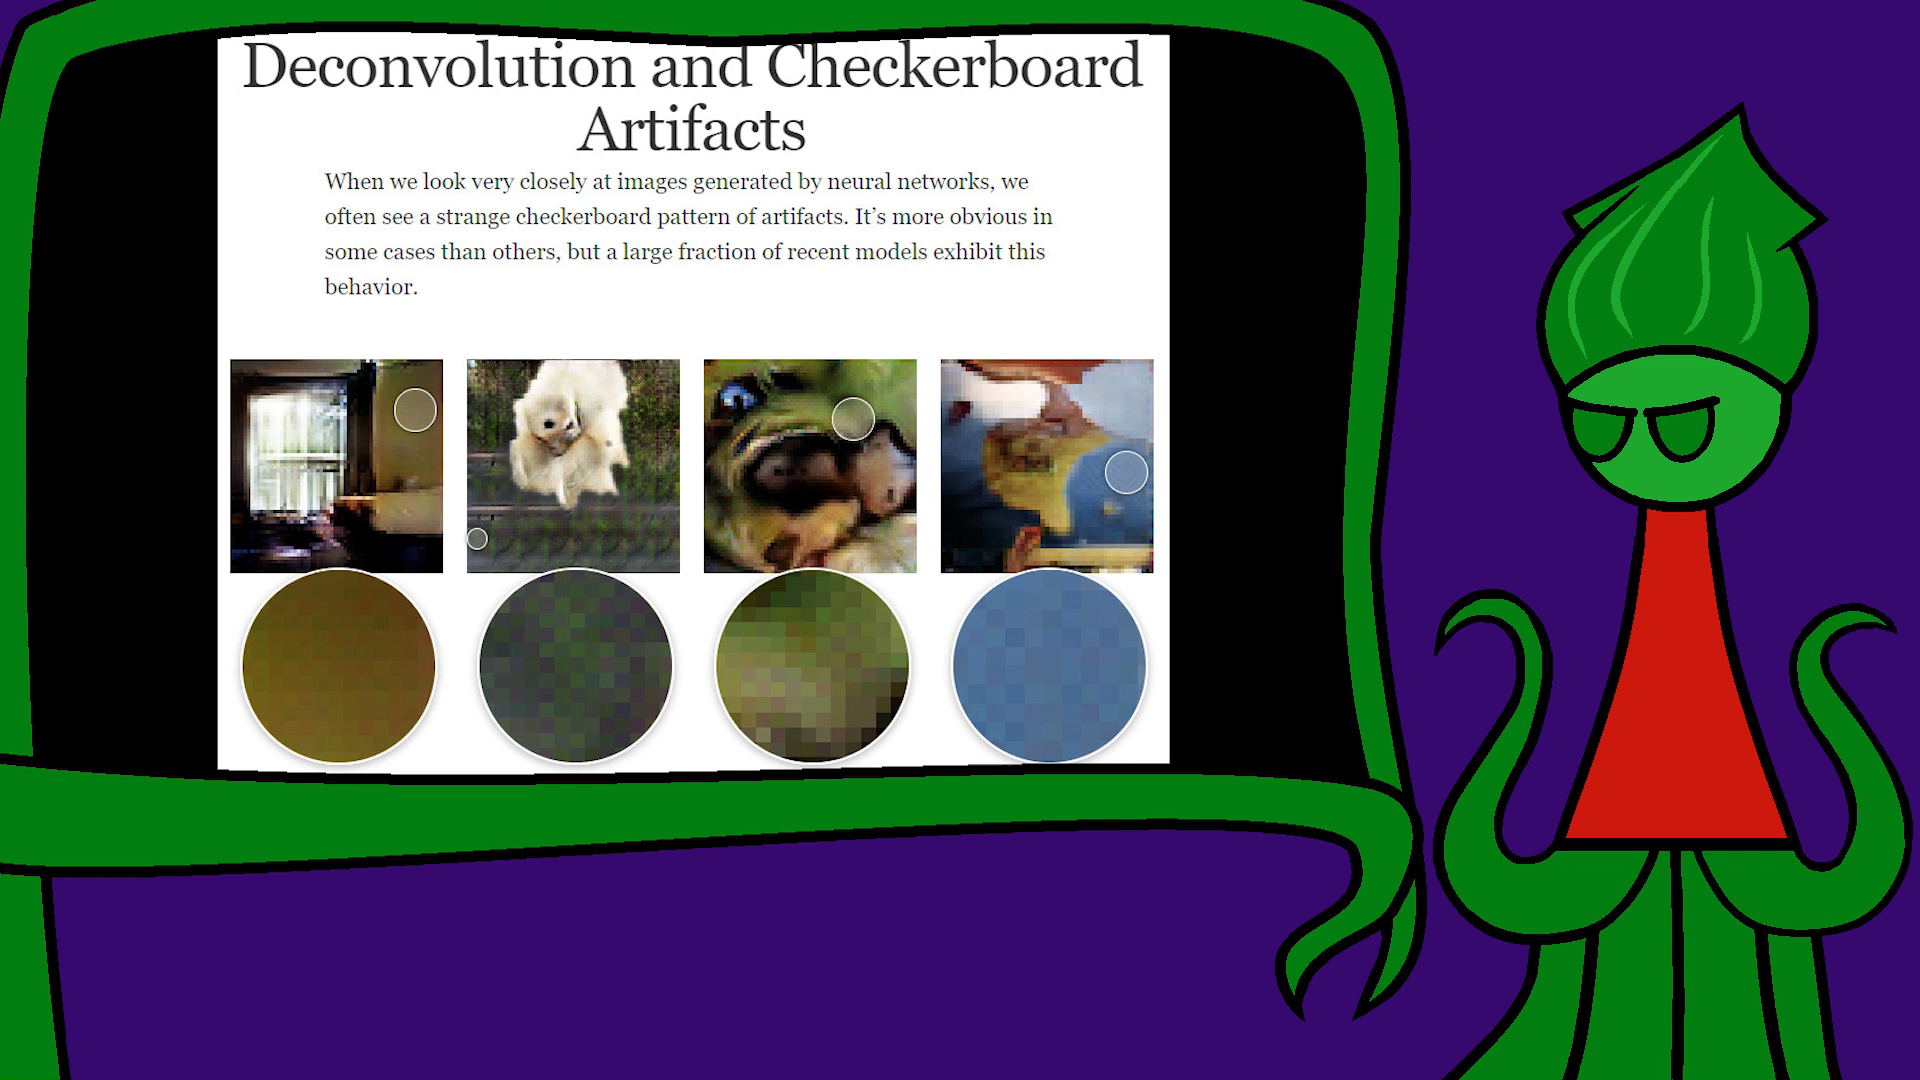 Deconvolution and Checkerboard
Artifacts
When we look very closely at images generated by neural networks, we
often see a strange checkerboard pattern of artifacts. It’s more obvious in
some cases than others, but a large fraction of recent models exhibit this
behavior.